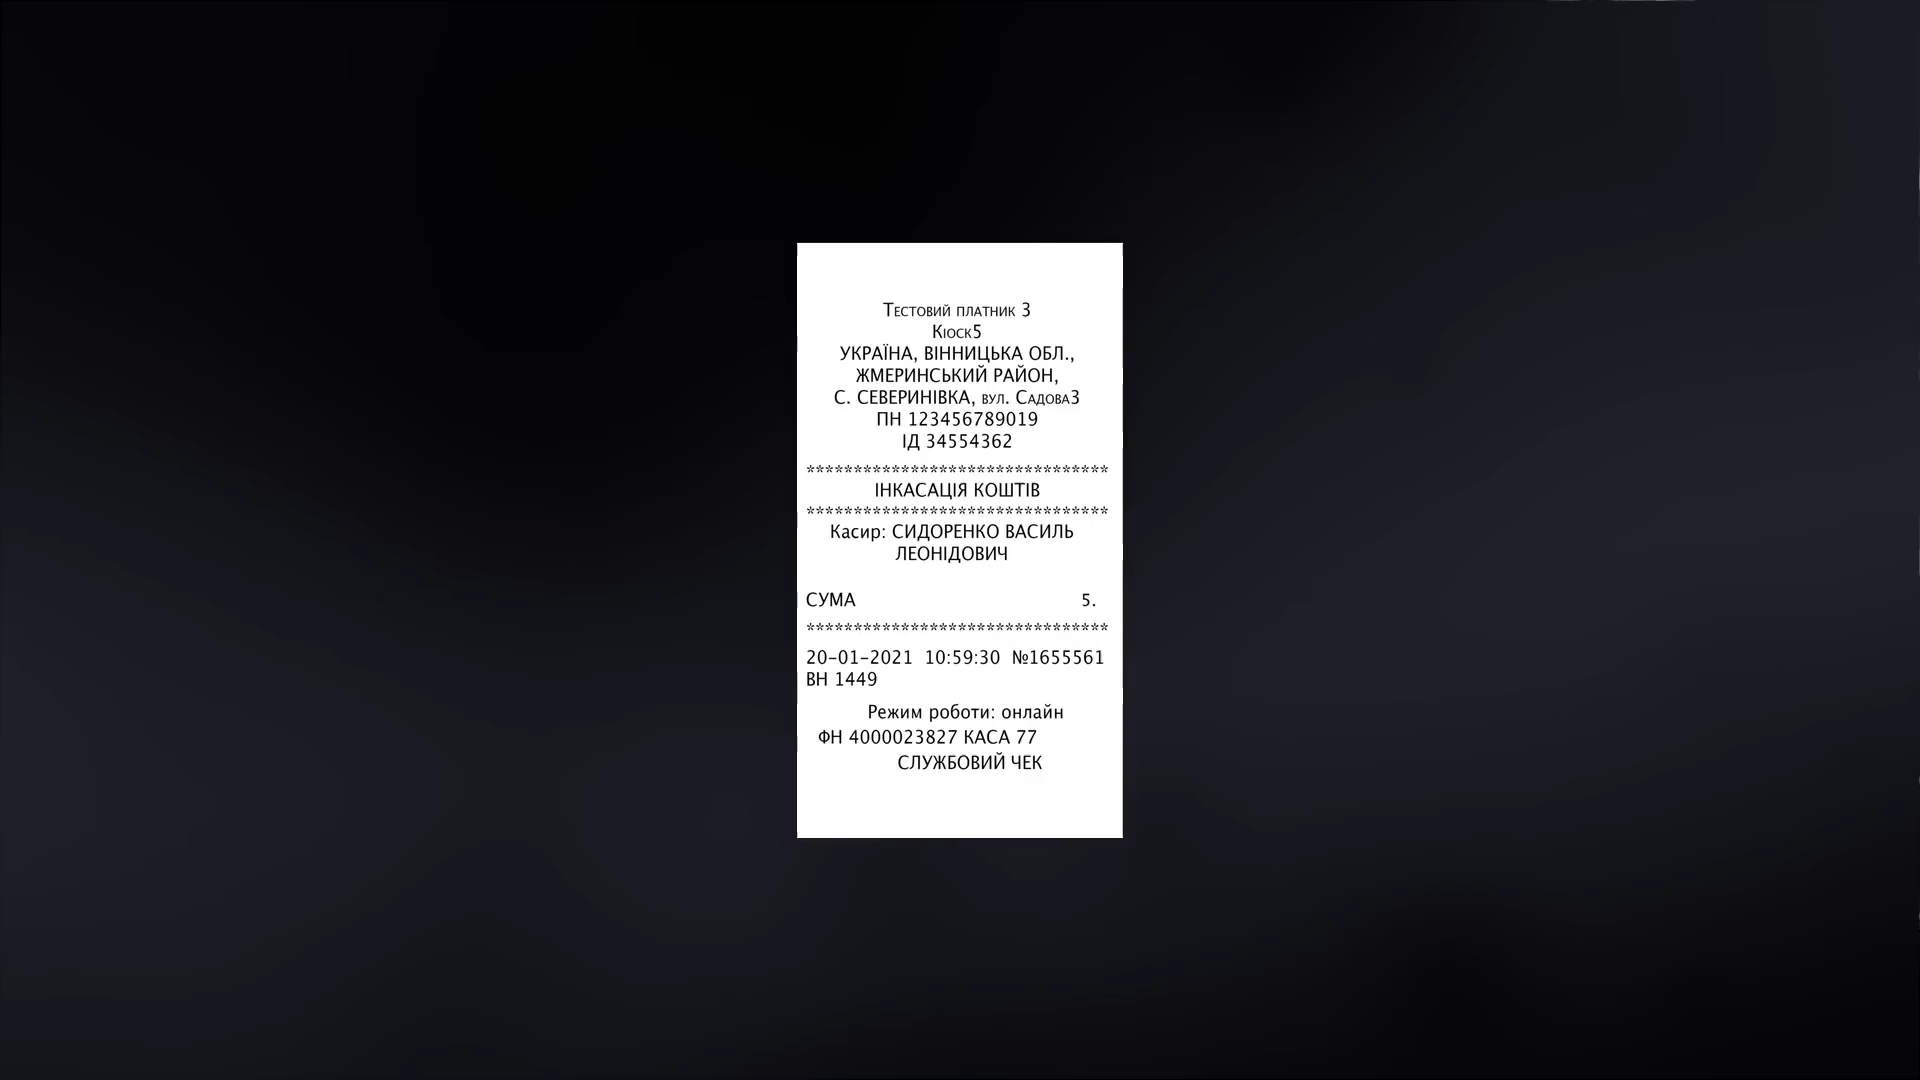 Тестовий платник 3
Кіоск5
УКРАЇНА, ВІННИЦЬКА ОБЛ.,
ЖМЕРИНСЬКИЙ РАЙОН,
С. СЕВЕРИНІВКА, вул. Садова3
ПН 123456789019
ІД 34554362
********************************
ІНКАСАЦІЯ КОШТІВ
********************************
Касир: СИДОРЕНКО ВАСИЛЬ
ЛЕОНІДОВИЧ
СУМА 5.
********************************
20-01-2021 10:59:30 №1655561
ВН 1449
Режим роботи: онлайн
ФН 4000023827 КАСА 77
СЛУЖБОВИЙ ЧЕК